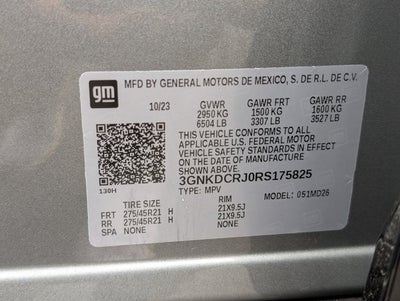 gm
MFD BY GENERAL MOTORS DE MEXICO, S. DE R.L. DE C.V.
10/23 GVWR GAWR FRT GAWR RR
2950 KG 1500 KG 1600 KG
6504 LB 3307 LB 3527 LB
THIS VEHICLE CONFORMS TO ALL
APPLICABLE U.S. FEDERAL MOTOR
VEHICLE SAFETY STANDARDS IN EFFECT
ON THE DATE OF MANUFACTURE
3GNKDCRJ0RS175825
130H TYPE: MPV MODEL: 051MD26
TIRE SIZE RIM
FRT 275/45R21 H 21X9.5J
RR 275/45R21 H 21X9.5J
SPA NONE NONE